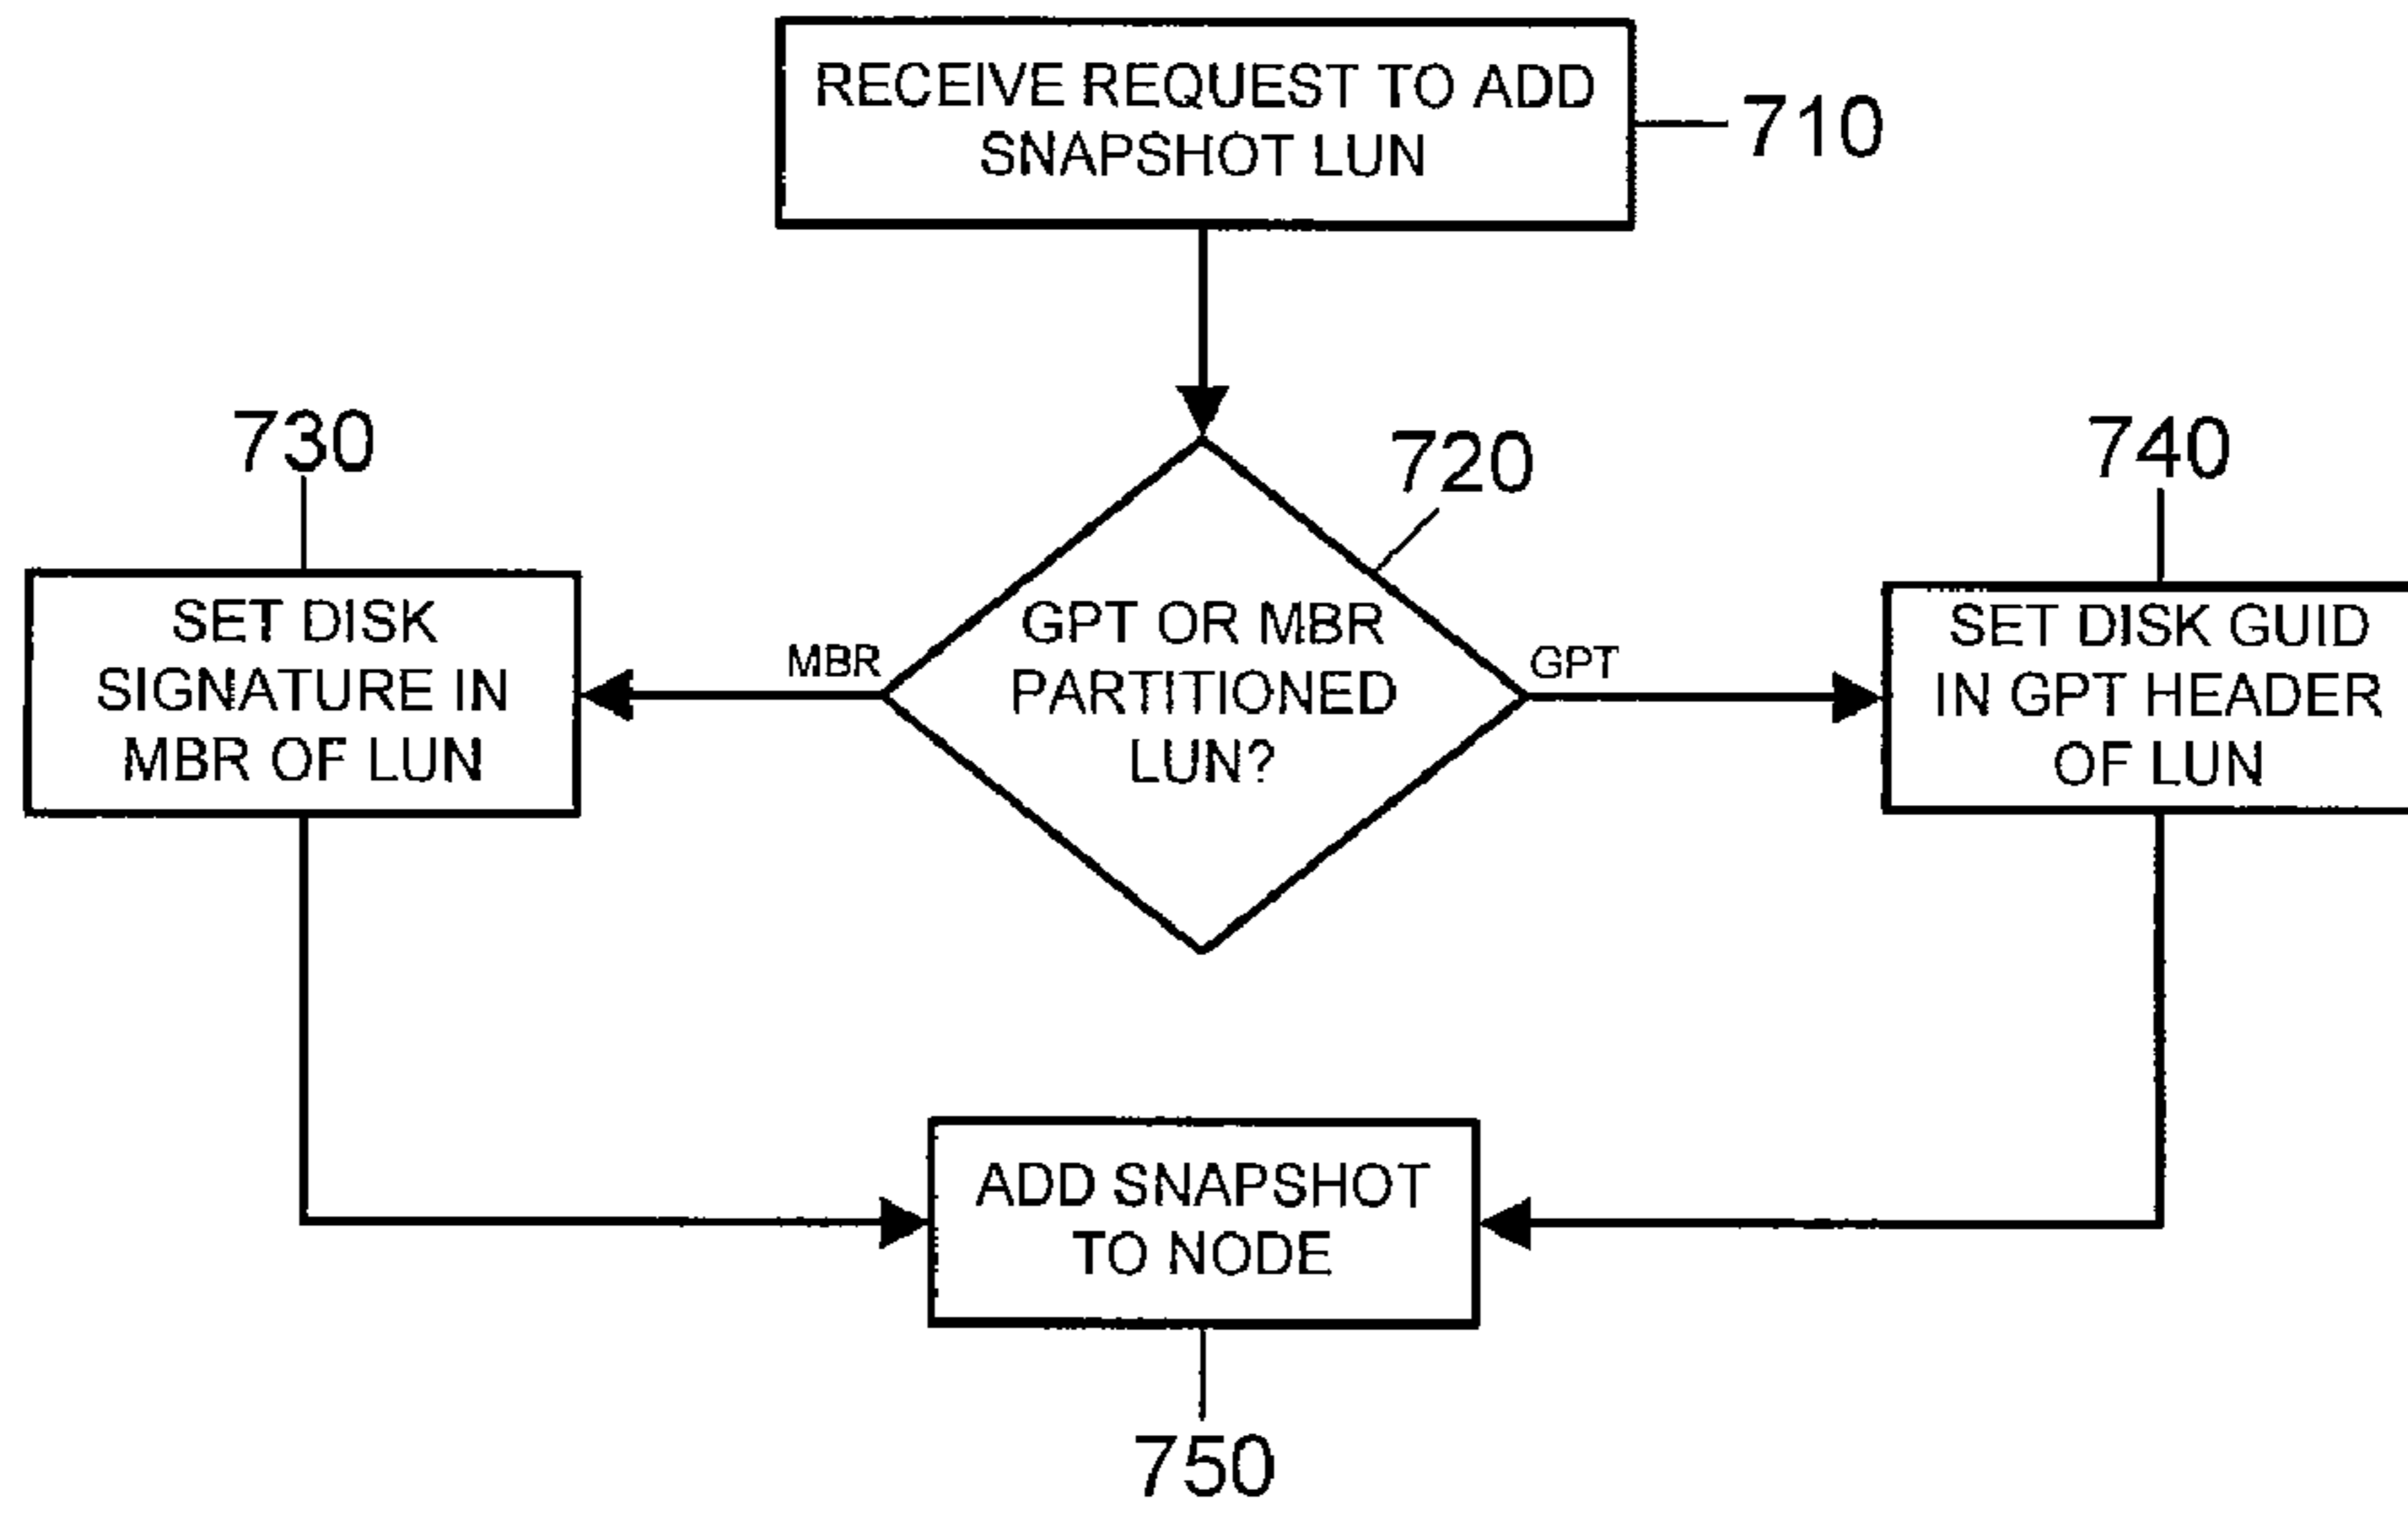 RECEIVE REQUEST TO ADD
SNAPSHOT LUN
710
720
GPT OR MBR
PARTITIONED
LUN?
MBR
GPT
730
SET DISK
SIGNATURE IN
MBR OF LUN
740
SET DISK GUID
IN GPT HEADER
OF LUN
ADD SNAPSHOT
TO NODE
750